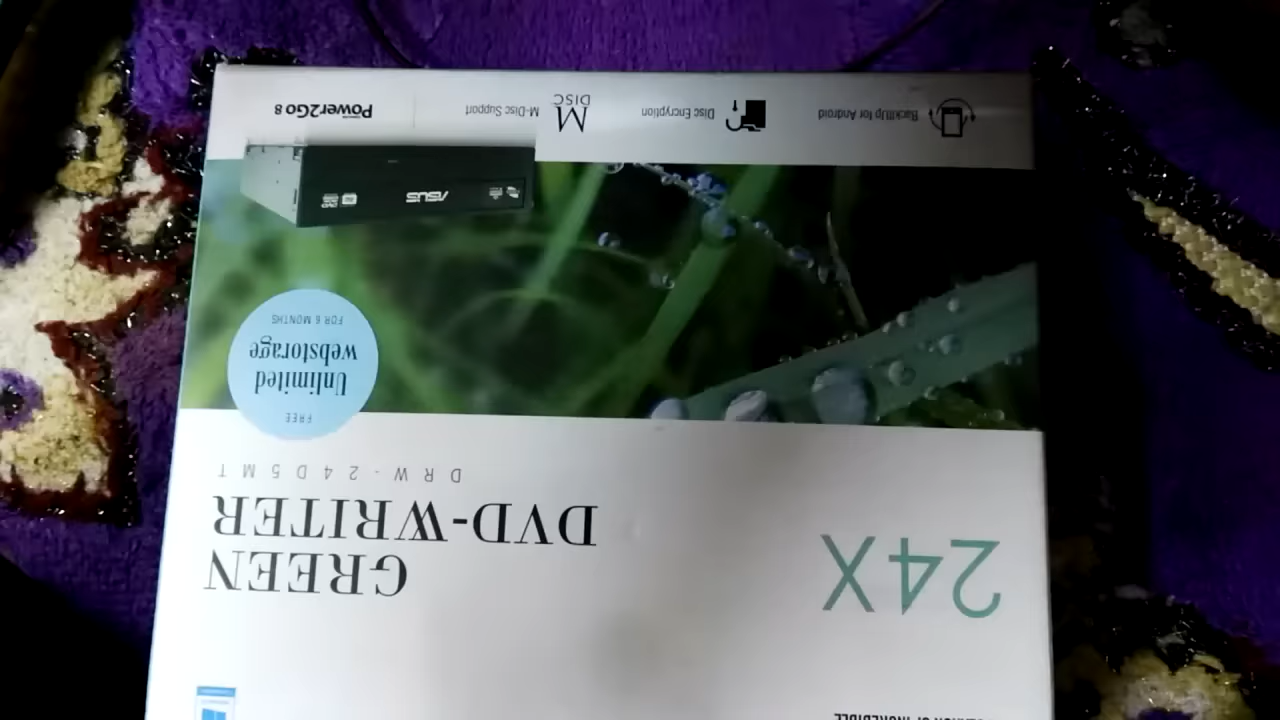 24X
GREEN
DVD-WRITER
DRW-24D5MT
FREE
Unlimited
webstorage
FOR 6 MONTHS
ASUS
BackItUp for Android
Disc Encryption
M
DISC
M-Disc Support
Power2Go 8